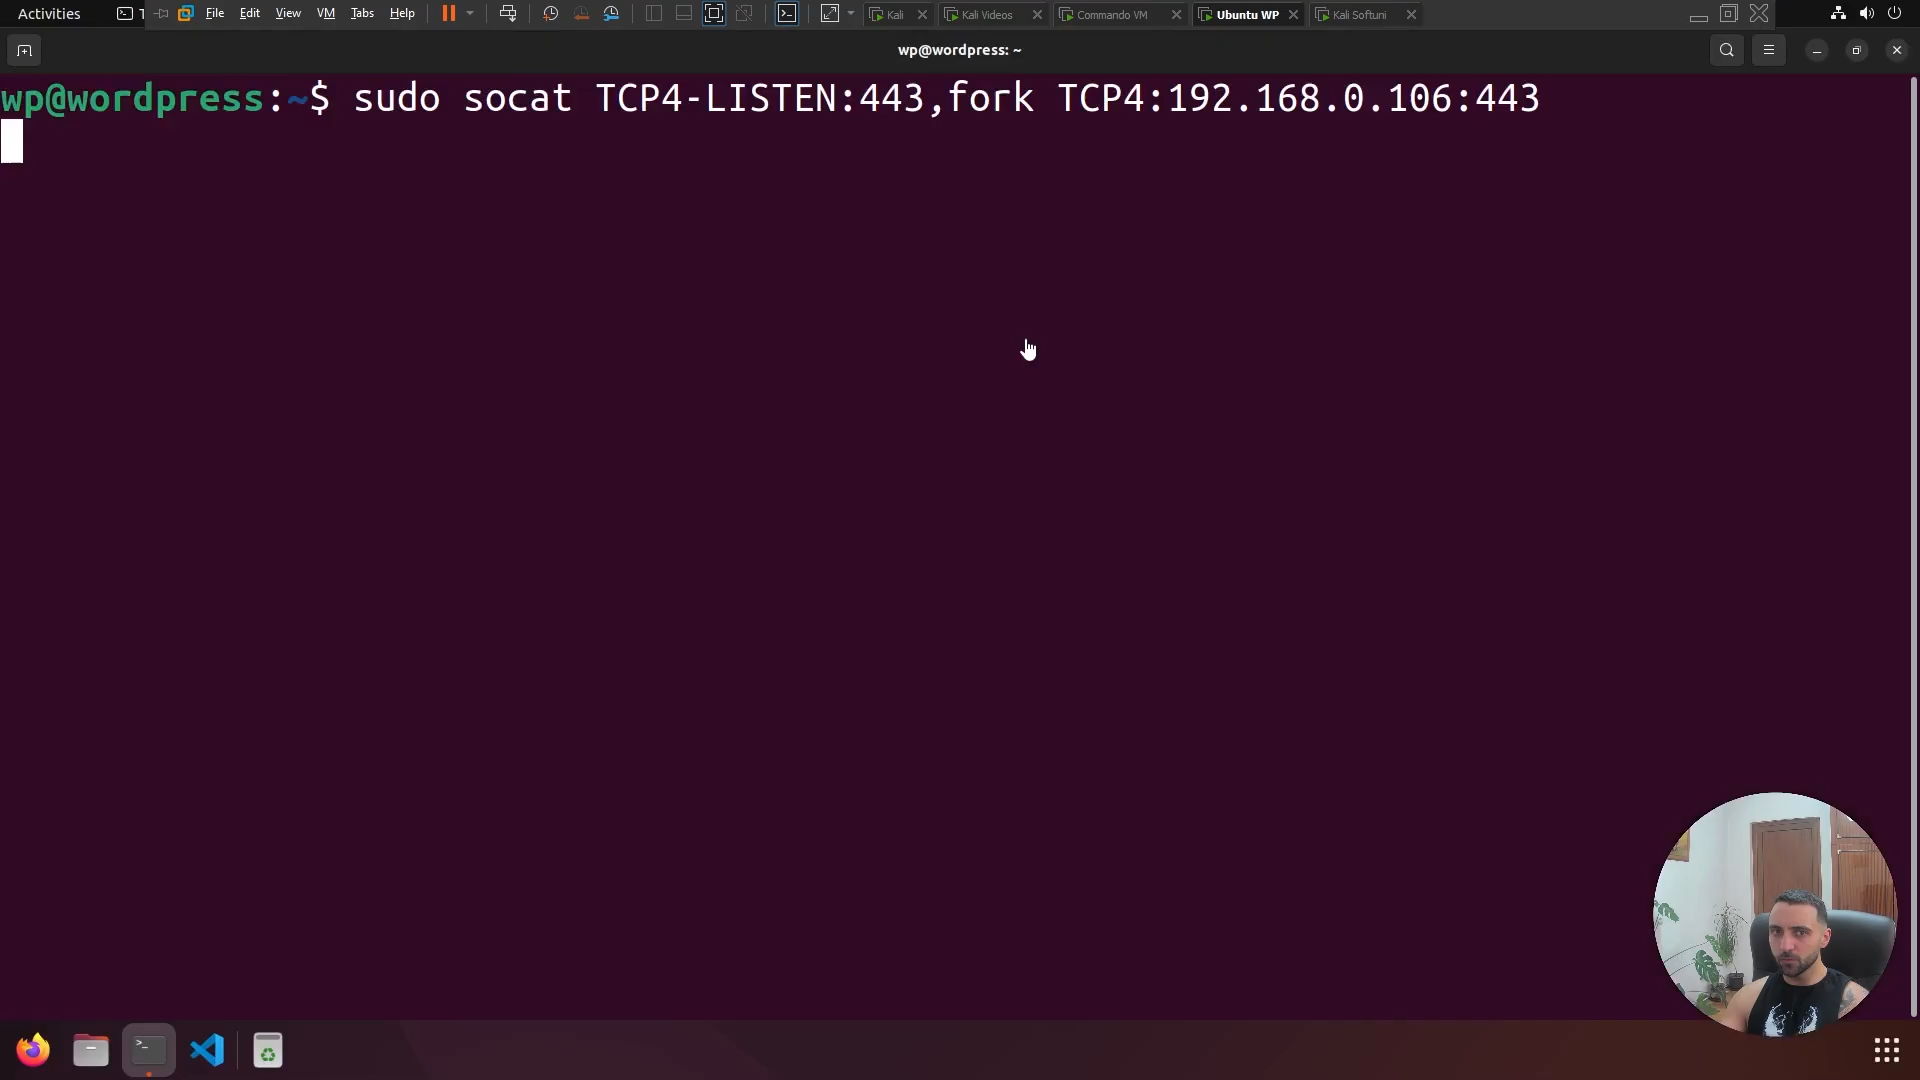 Activities
File Edit View VM Tabs Help
Kali
Kali Videos
Commando VM
Ubuntu WP
Kali Softuni
wp@wordpress: ~
wp@wordpress:~$ sudo socat TCP4-LISTEN:443,fork TCP4:192.168.0.106:443